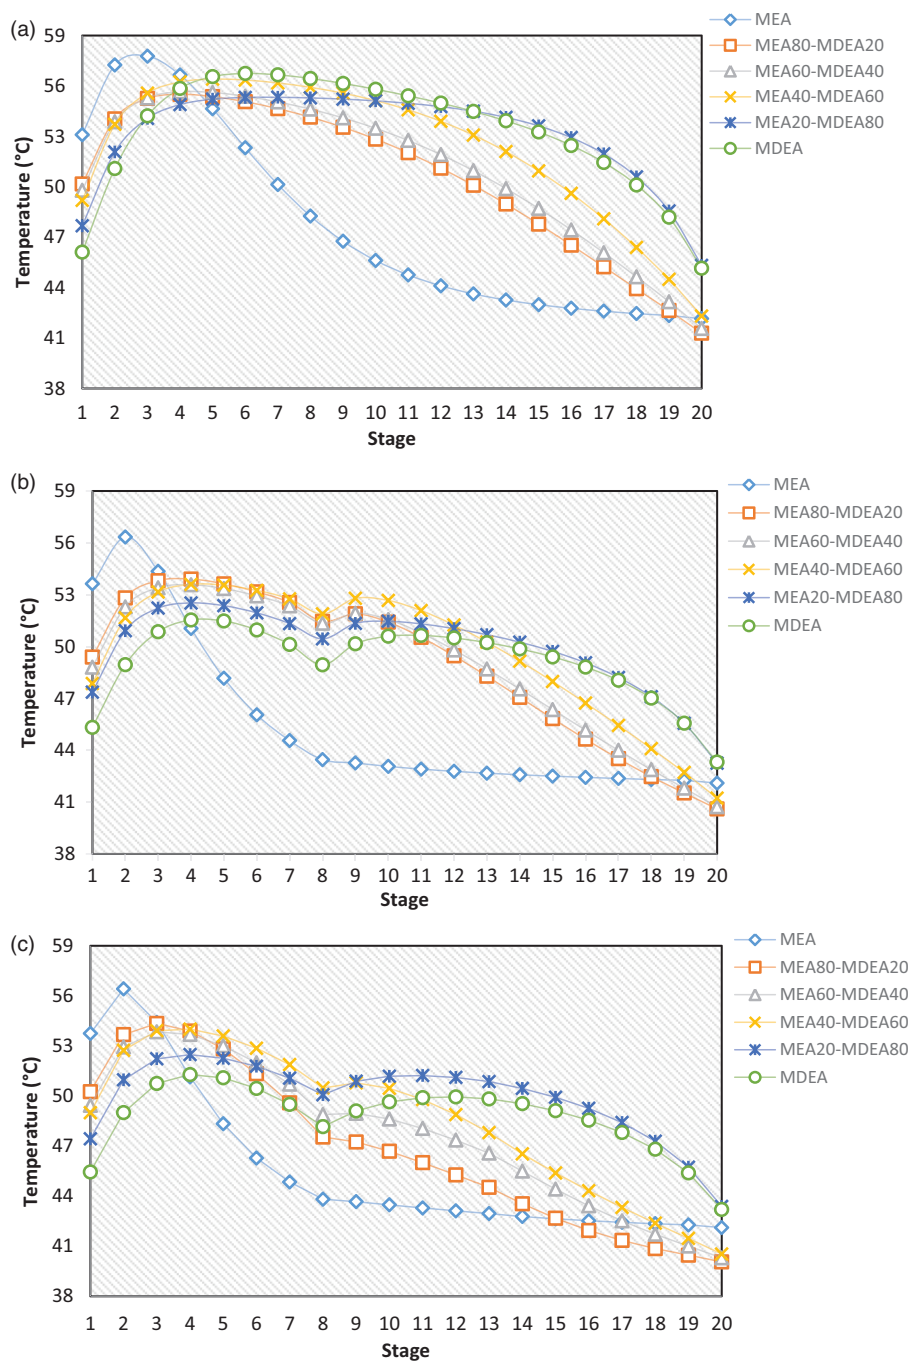 (a)
59
56
53
50
47
44
41
38
Temperature (°C)
1 2 3 4 5 6 7 8 9 10 11 12 13 14 15 16 17 18 19 20
Stage
MEA
MEA80-MDEA20
MEA60-MDEA40
MEA40-MDEA60
MEA20-MDEA80
MDEA
(b)
59
56
53
50
47
44
41
38
Temperature (°C)
1 2 3 4 5 6 7 8 9 10 11 12 13 14 15 16 17 18 19 20
Stage
MEA
MEA80-MDEA20
MEA60-MDEA40
MEA40-MDEA60
MEA20-MDEA80
MDEA
(c)
59
56
53
50
47
44
41
38
Temperature (°C)
1 2 3 4 5 6 7 8 9 10 11 12 13 14 15 16 17 18 19 20
Stage
MEA
MEA80-MDEA20
MEA60-MDEA40
MEA40-MDEA60
MEA20-MDEA80
MDEA